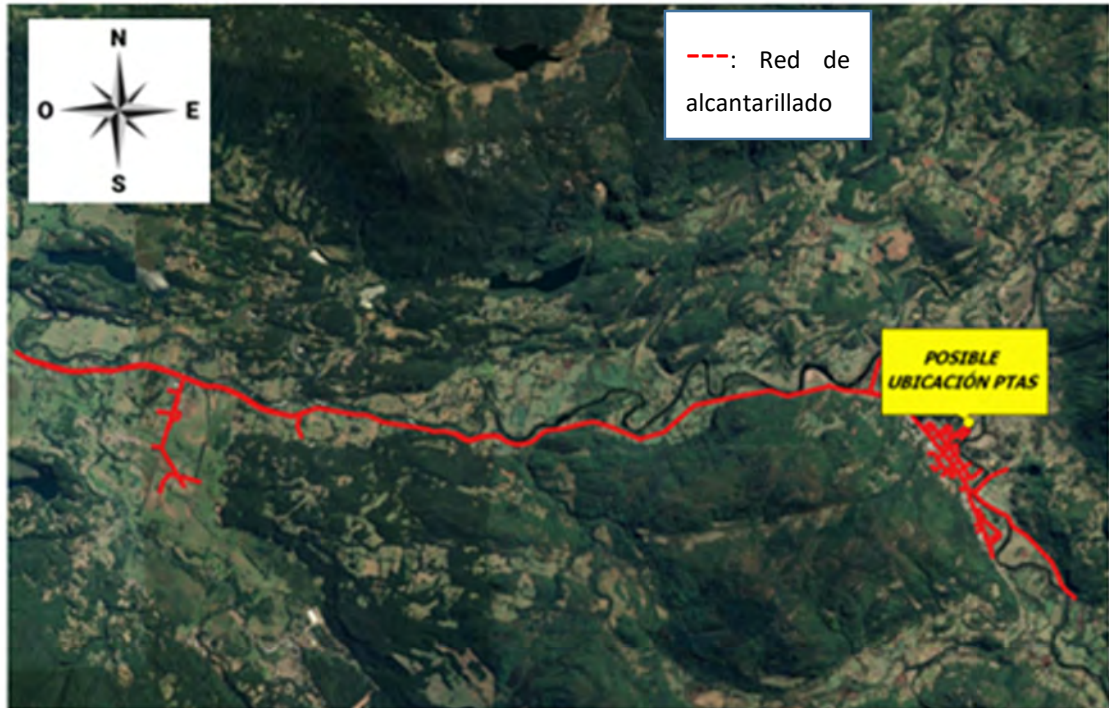 N
O E
S
---: Red de
alcantarillado
POSIBLE
UBICACIÓN PTAS